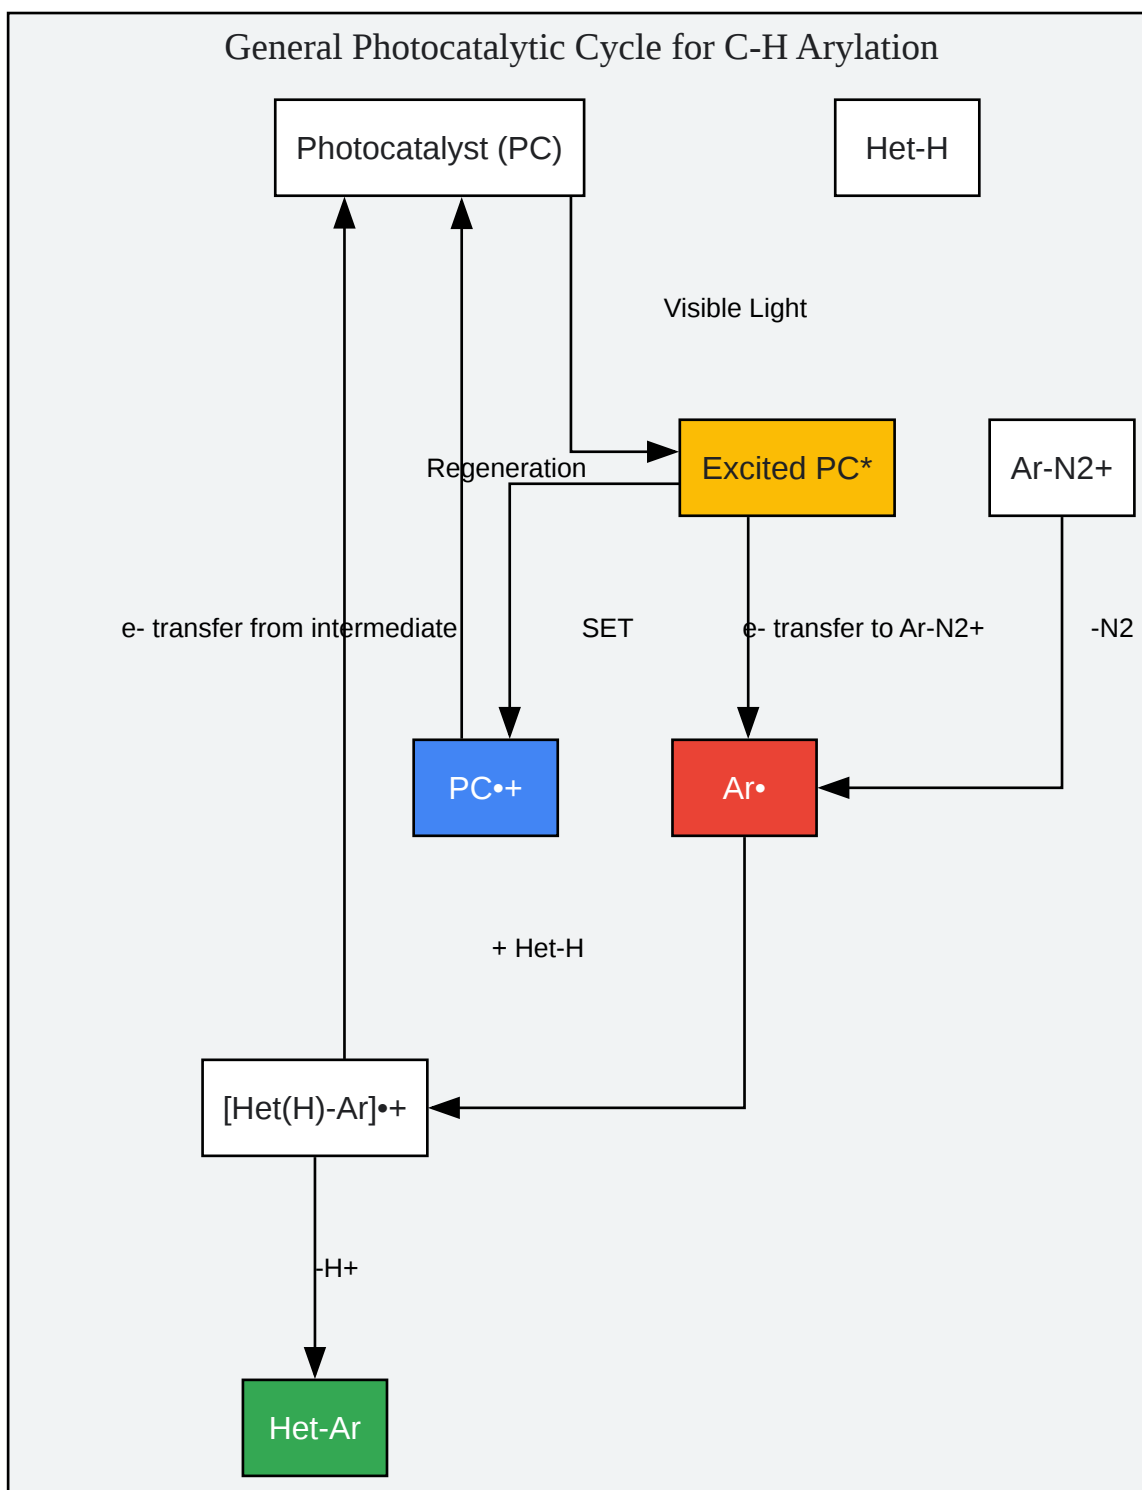 General Photocatalytic Cycle for C-H Arylation
Photocatalyst (PC)
Het-H
Visible Light
Regeneration
Excited PC*
Ar-N2+
e- transfer from intermediate
SET
e- transfer to Ar-N2+
-N2
PC•+
Ar•
+ Het-H
[Het(H)-Ar]•+
-H+
Het-Ar